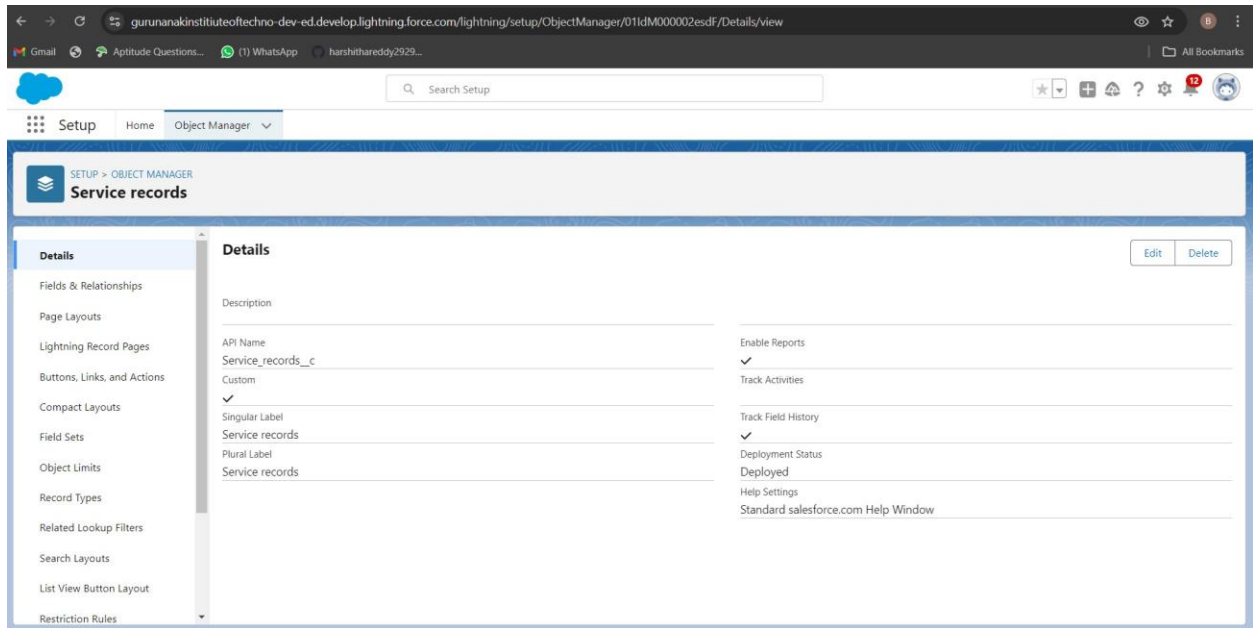 gurunanakinstitiuteoftechno-dev-ed.develop.lightning.force.com/lightning/setup/ObjectManager/01IdM000002esdF/Details/view
B
Gmail Aptitude Questions... (1) WhatsApp harshithareddy2929... All Bookmarks
Search Setup
12
Setup Home Object Manager
SETUP > OBJECT MANAGER
Service records
Details
Fields & Relationships
Page Layouts
Lightning Record Pages
Buttons, Links, and Actions
Compact Layouts
Field Sets
Object Limits
Record Types
Related Lookup Filters
Search Layouts
List View Button Layout
Restriction Rules
Details
Edit Delete
Description
API Name
Service_records__c
Custom
Singular Label
Service records
Plural Label
Service records
Enable Reports
Track Activities
Track Field History
Deployment Status
Deployed
Help Settings
Standard salesforce.com Help Window